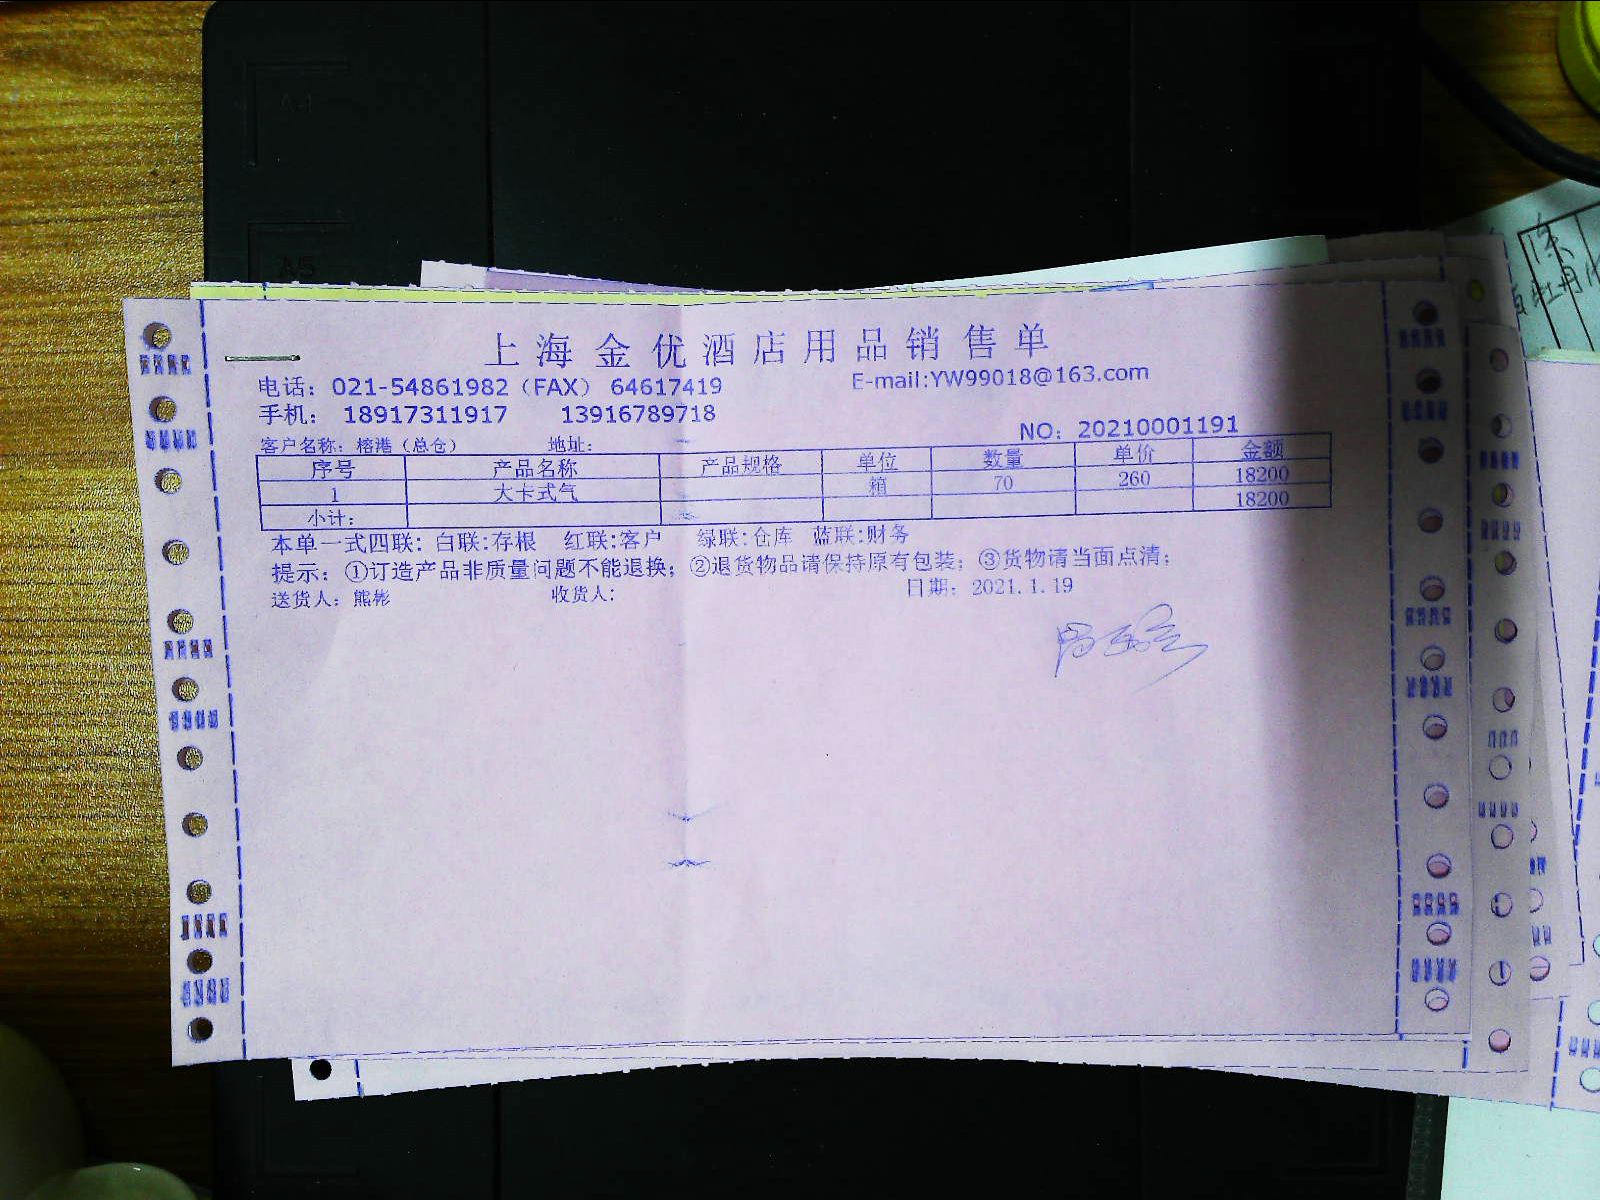 A4
A5
上海金优酒店用品销售单
电话：021-54861982（FAX） 64617419 E-mail:YW99018@163.com
手机： 18917311917 13916789718
NO：20210001191
客户名称：榕港（总仓） 地址：
序号 产品名称 产品规格 单位 数量 单价 金额
1 大卡式气 箱 70 260 18200
小计： 18200
本单一式四联：白联:存根 红联:客户 绿联:仓库 蓝联:财务
提示：①订造产品非质量问题不能退换；②退货物品请保持原有包装；③货物请当面点清；
送货人：熊彬 收货人： 日期：2021.1.19